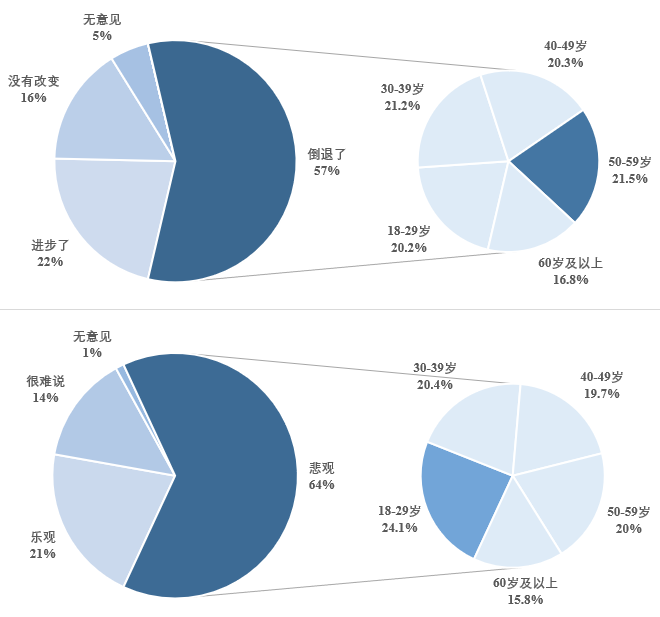 无意见
5%
没有改变
16%
进步了
22%
倒退了
57%
40-49岁
20.3%
30-39岁
21.2%
50-59岁
21.5%
18-29岁
20.2%
60岁及以上
16.8%
无意见
1%
很难说
14%
乐观
21%
悲观
64%
30-39岁
20.4%
40-49岁
19.7%
18-29岁
24.1%
50-59岁
20%
60岁及以上
15.8%